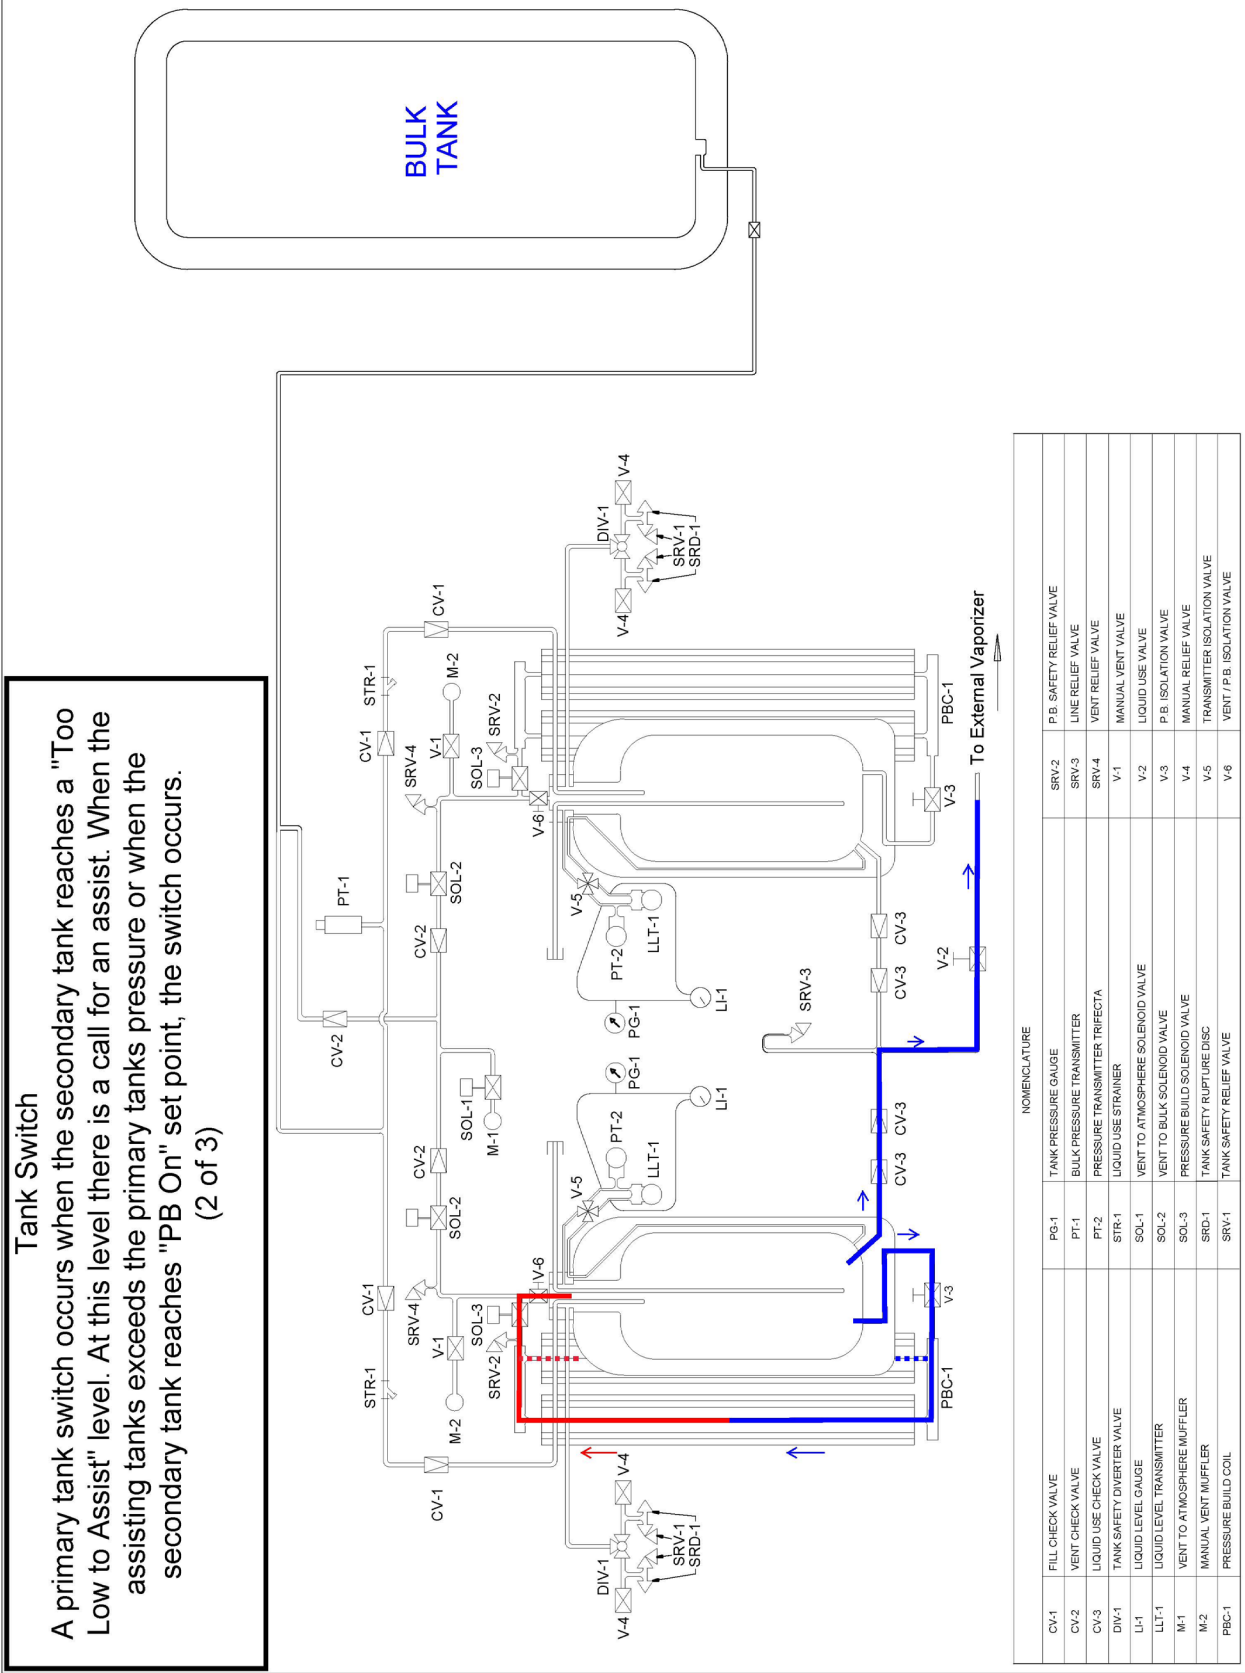 Tank Switch
A primary tank switch occurs when the secondary tank reaches a "Too
Low to Assist" level. At this level there is a call for an assist. When the
assisting tanks exceeds the primary tanks pressure or when the
secondary tank reaches "PB On" set point, the switch occurs.
(2 of 3)
BULK
TANK
PT-1
CV-2
STR-1
CV-1
CV-1
STR-1
CV-1
CV-1
SRV-4
CV-2
SOL-2
SOL-2
CV-2
SRV-4
M-2
V-1
SOL-1
M-1
V-1
M-2
SRV-2
SOL-3
V-6
V-6
SOL-3
SRV-2
DIV-1
V-4
V-4
SRV-1
SRD-1
V-5
PT-2
LLT-1
PG-1
LI-1
PG-1
LI-1
V-5
PT-2
LLT-1
DIV-1
V-4
V-4
SRV-1
SRD-1
SRV-3
CV-3
CV-3
CV-3
CV-3
PBC-1
V-3
V-2
V-3
PBC-1
To External Vaporizer
NOMENCLATURE
CV-1 FILL CHECK VALVE PG-1 TANK PRESSURE GAUGE SRV-2 P.B. SAFETY RELIEF VALVE
CV-2 VENT CHECK VALVE PT-1 BULK PRESSURE TRANSMITTER SRV-3 LINE RELIEF VALVE
CV-3 LIQUID USE CHECK VALVE PT-2 PRESSURE TRANSMITTER TRIFECTA SRV-4 VENT RELIEF VALVE
DIV-1 TANK SAFETY DIVERTER VALVE STR-1 LIQUID USE STRAINER V-1 MANUAL VENT VALVE
LI-1 LIQUID LEVEL GAUGE SOL-1 VENT TO ATMOSPHERE SOLENOID VALVE V-2 LIQUID USE VALVE
LLT-1 LIQUID LEVEL TRANSMITTER SOL-2 VENT TO BULK SOLENOID VALVE V-3 P.B. ISOLATION VALVE
M-1 VENT TO ATMOSPHERE MUFFLER SOL-3 PRESSURE BUILD SOLENOID VALVE V-4 MANUAL RELIEF VALVE
M-2 MANUAL VENT MUFFLER SRD-1 TANK SAFETY RUPTURE DISC V-5 TRANSMITTER ISOLATION VALVE
PBC-1 PRESSURE BUILD COIL SRV-1 TANK SAFETY RELIEF VALVE V-6 VENT / P.B. ISOLATION VALVE